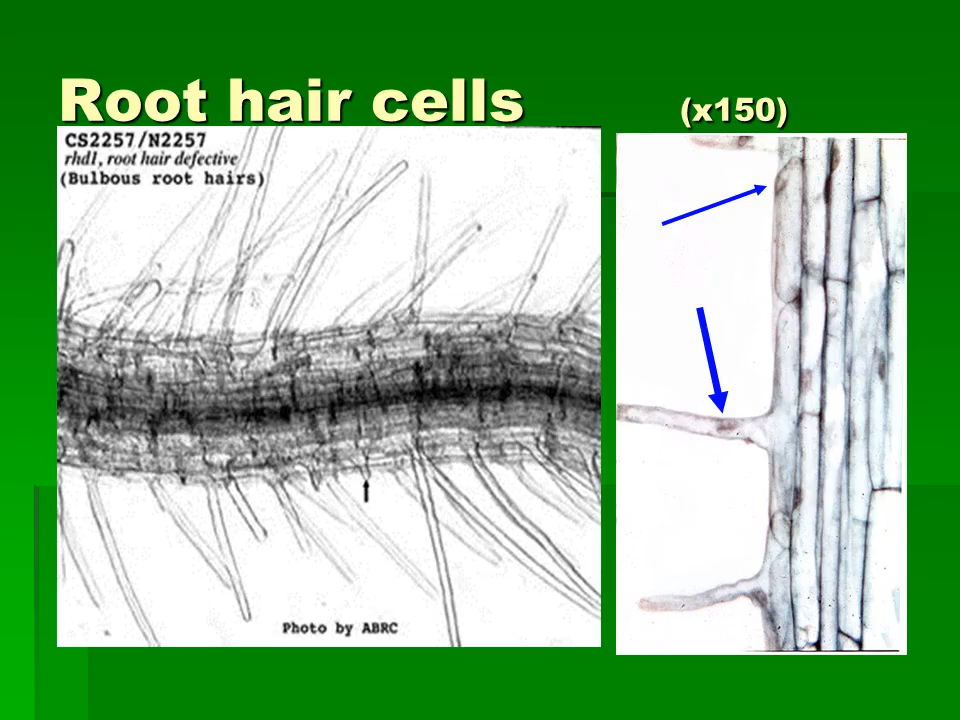 Root hair cells (x150)
CS2257/N2257
rhd1, root hair defective
(Bulbous root hairs)
Photo by ABRC